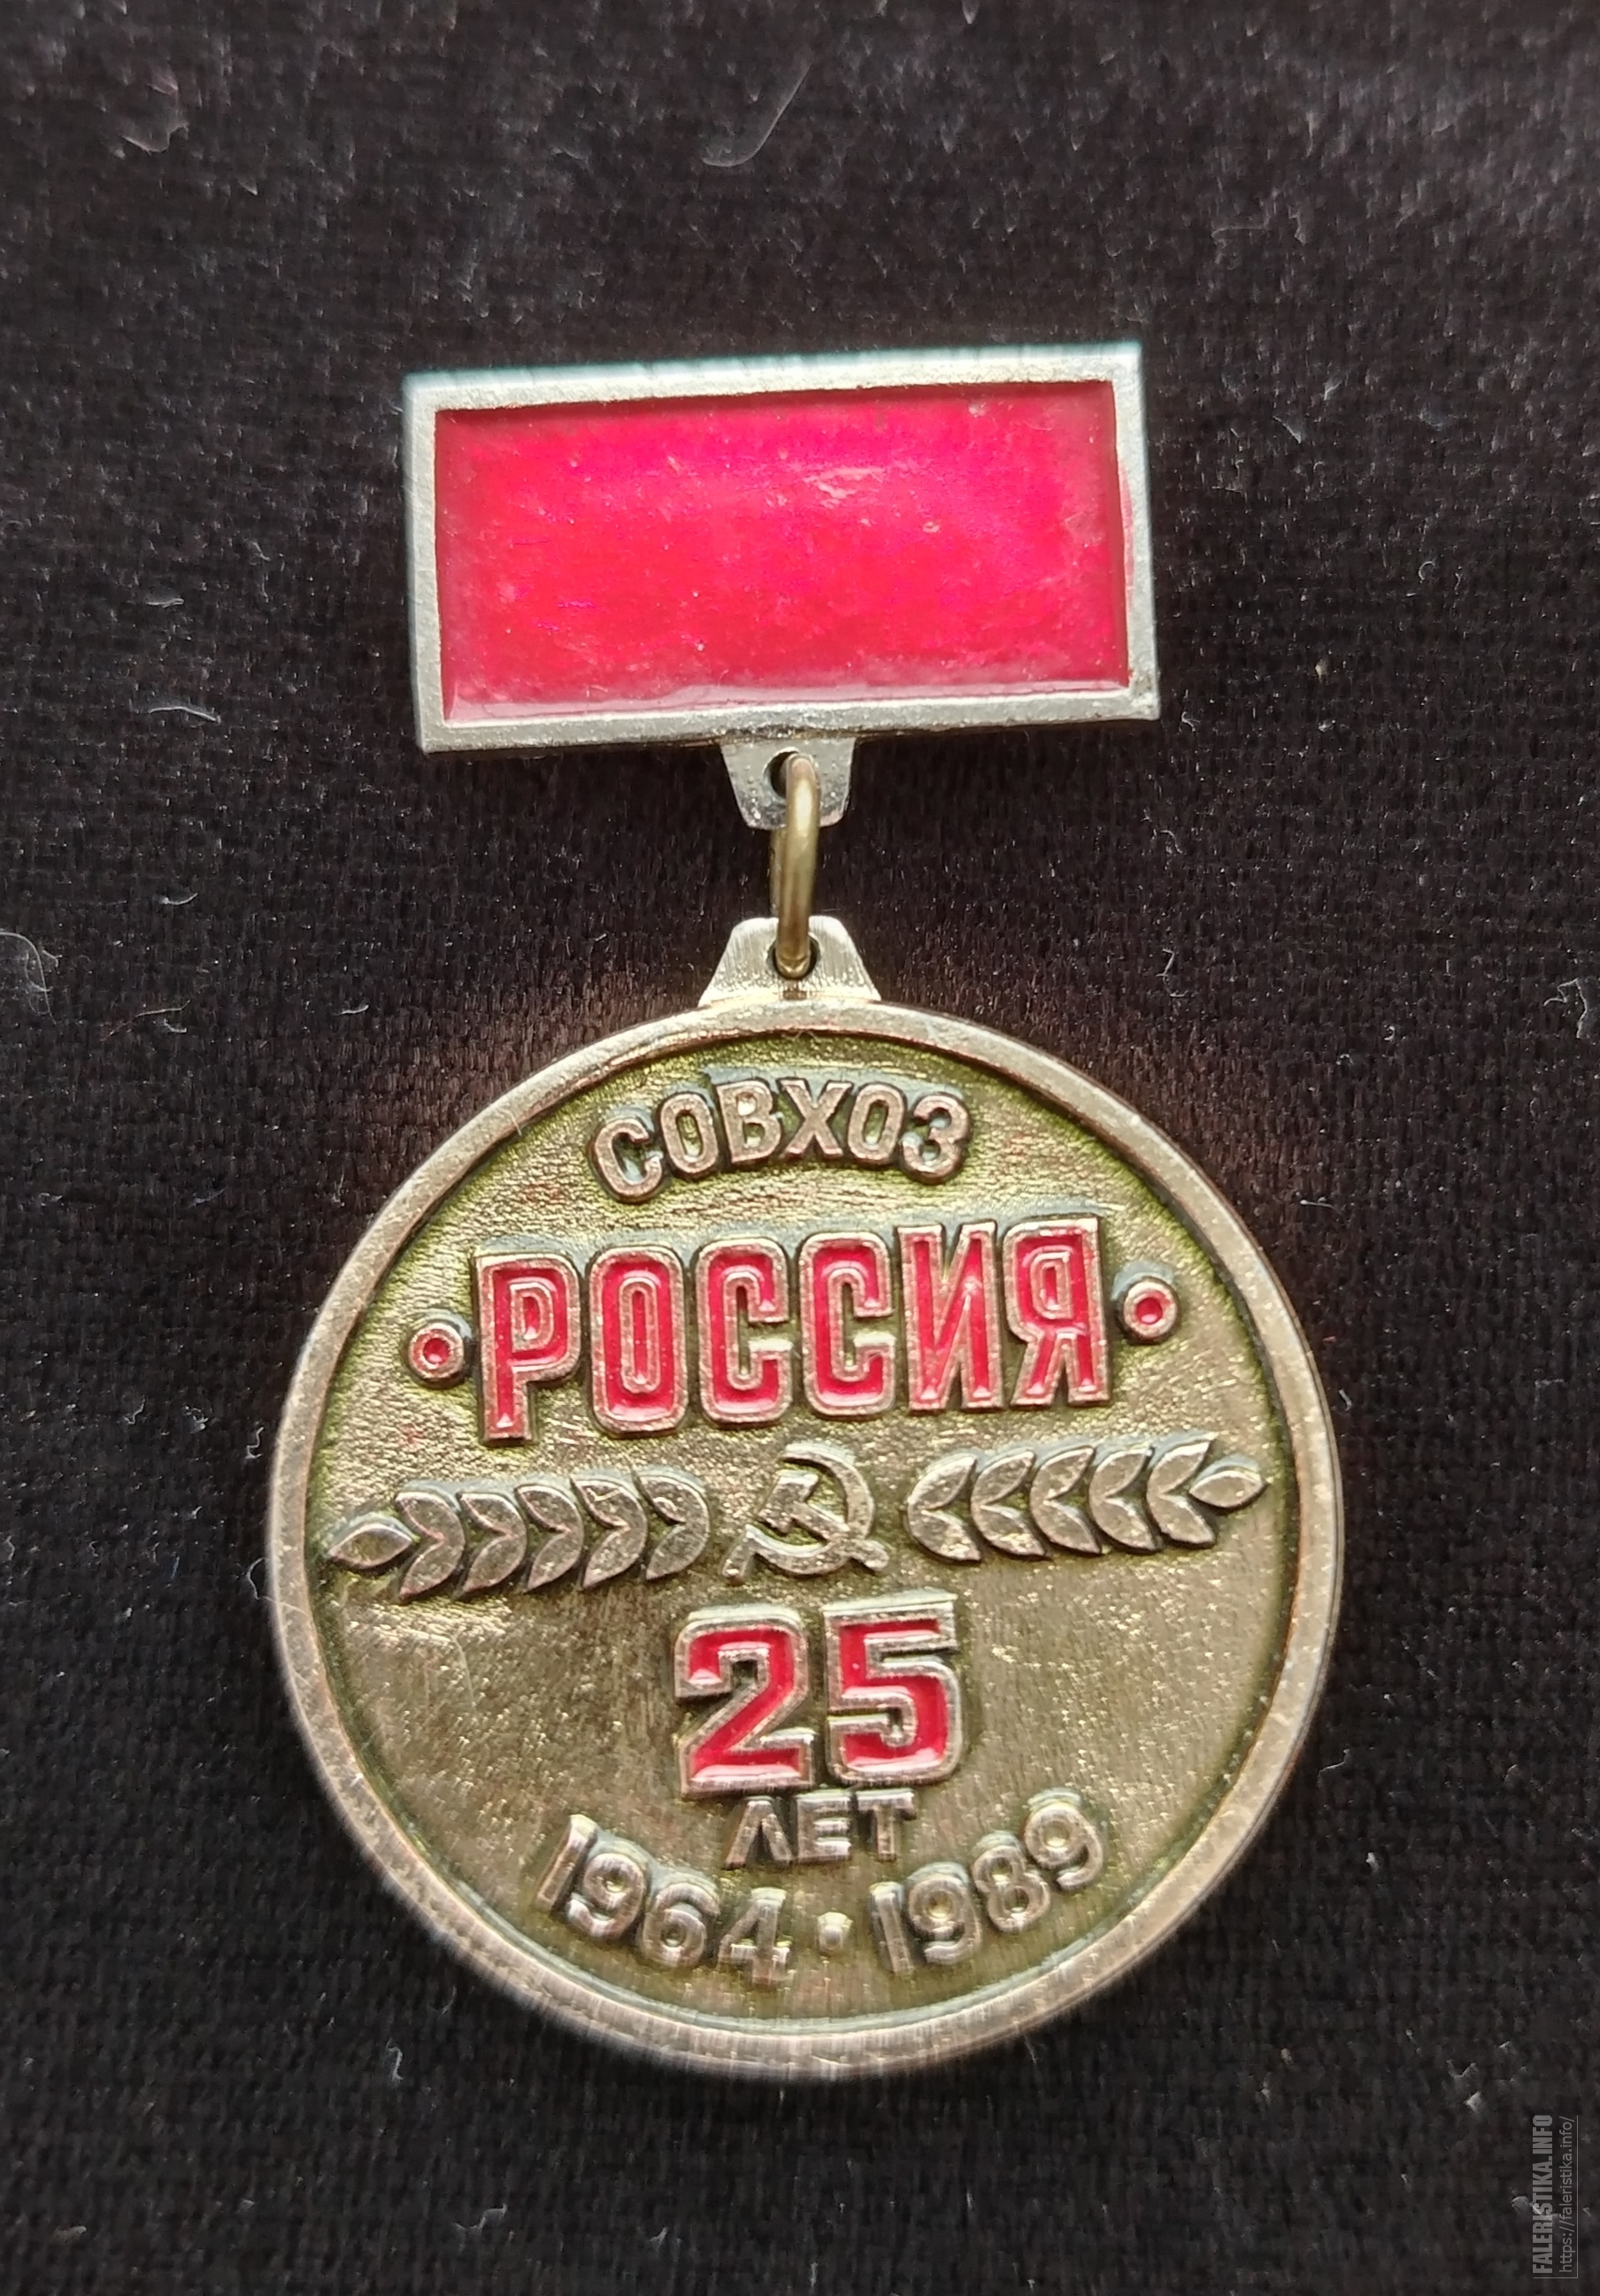 СОВХОЗ
•РОССИЯ•
25
ЛЕТ
1964•1989
FALERISTIKA.INFO
https://faleristika.info/